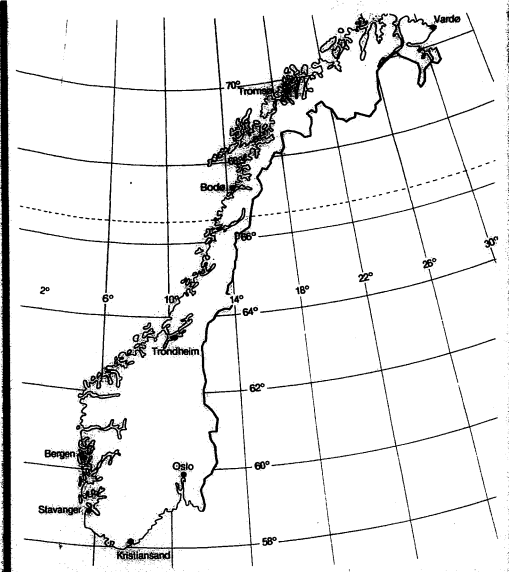 Vardø
70°
Tromsø
68°
Bodø
66°
30°
26°
22°
2°
6°
10°
14°
18°
64°
Trondheim
62°
Bergen
Oslo
60°
Stavanger
58°
Kristiansand